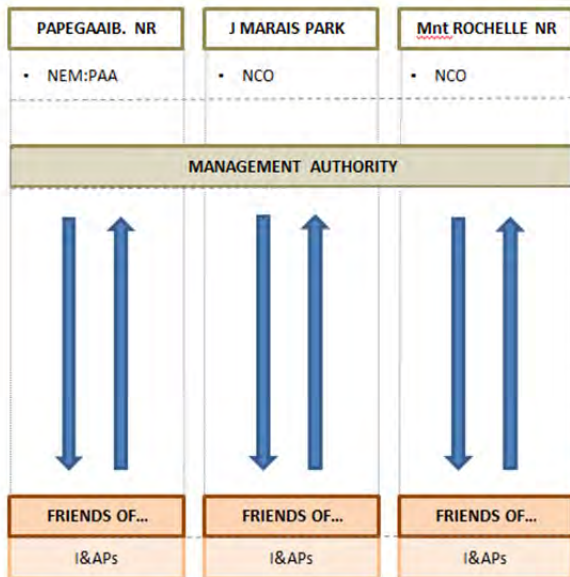 PAPEGAAIB. NR
J MARAIS PARK
Mnt ROCHELLE NR
• NEM:PAA
• NCO
• NCO
MANAGEMENT AUTHORITY
FRIENDS OF...
FRIENDS OF...
FRIENDS OF...
I&APs
I&APs
I&APs